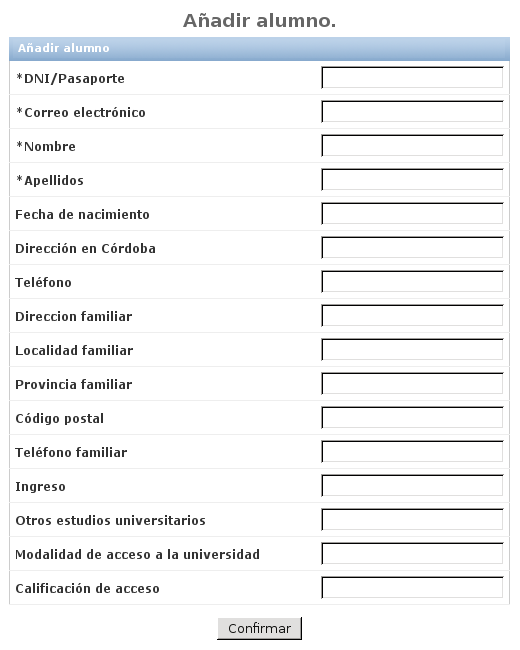 Añadir alumno.
Añadir alumno
*DNI/Pasaporte
*Correo electrónico
*Nombre
*Apellidos
Fecha de nacimiento
Dirección en Córdoba
Teléfono
Direccion familiar
Localidad familiar
Provincia familiar
Código postal
Teléfono familiar
Ingreso
Otros estudios universitarios
Modalidad de acceso a la universidad
Calificación de acceso
Confirmar